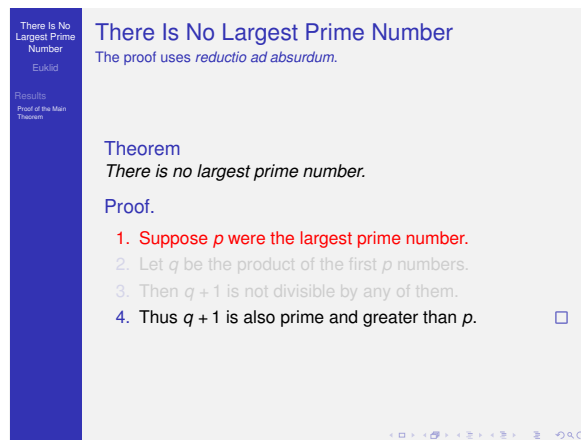 There Is No
Largest Prime
Number
Euklid
Results
Proof of the Main
Theorem
There Is No Largest Prime Number
The proof uses reductio ad absurdum.
Theorem
There is no largest prime number.
Proof.
1. Suppose p were the largest prime number.
2. Let q be the product of the first p numbers.
3. Then q + 1 is not divisible by any of them.
4. Thus q + 1 is also prime and greater than p.